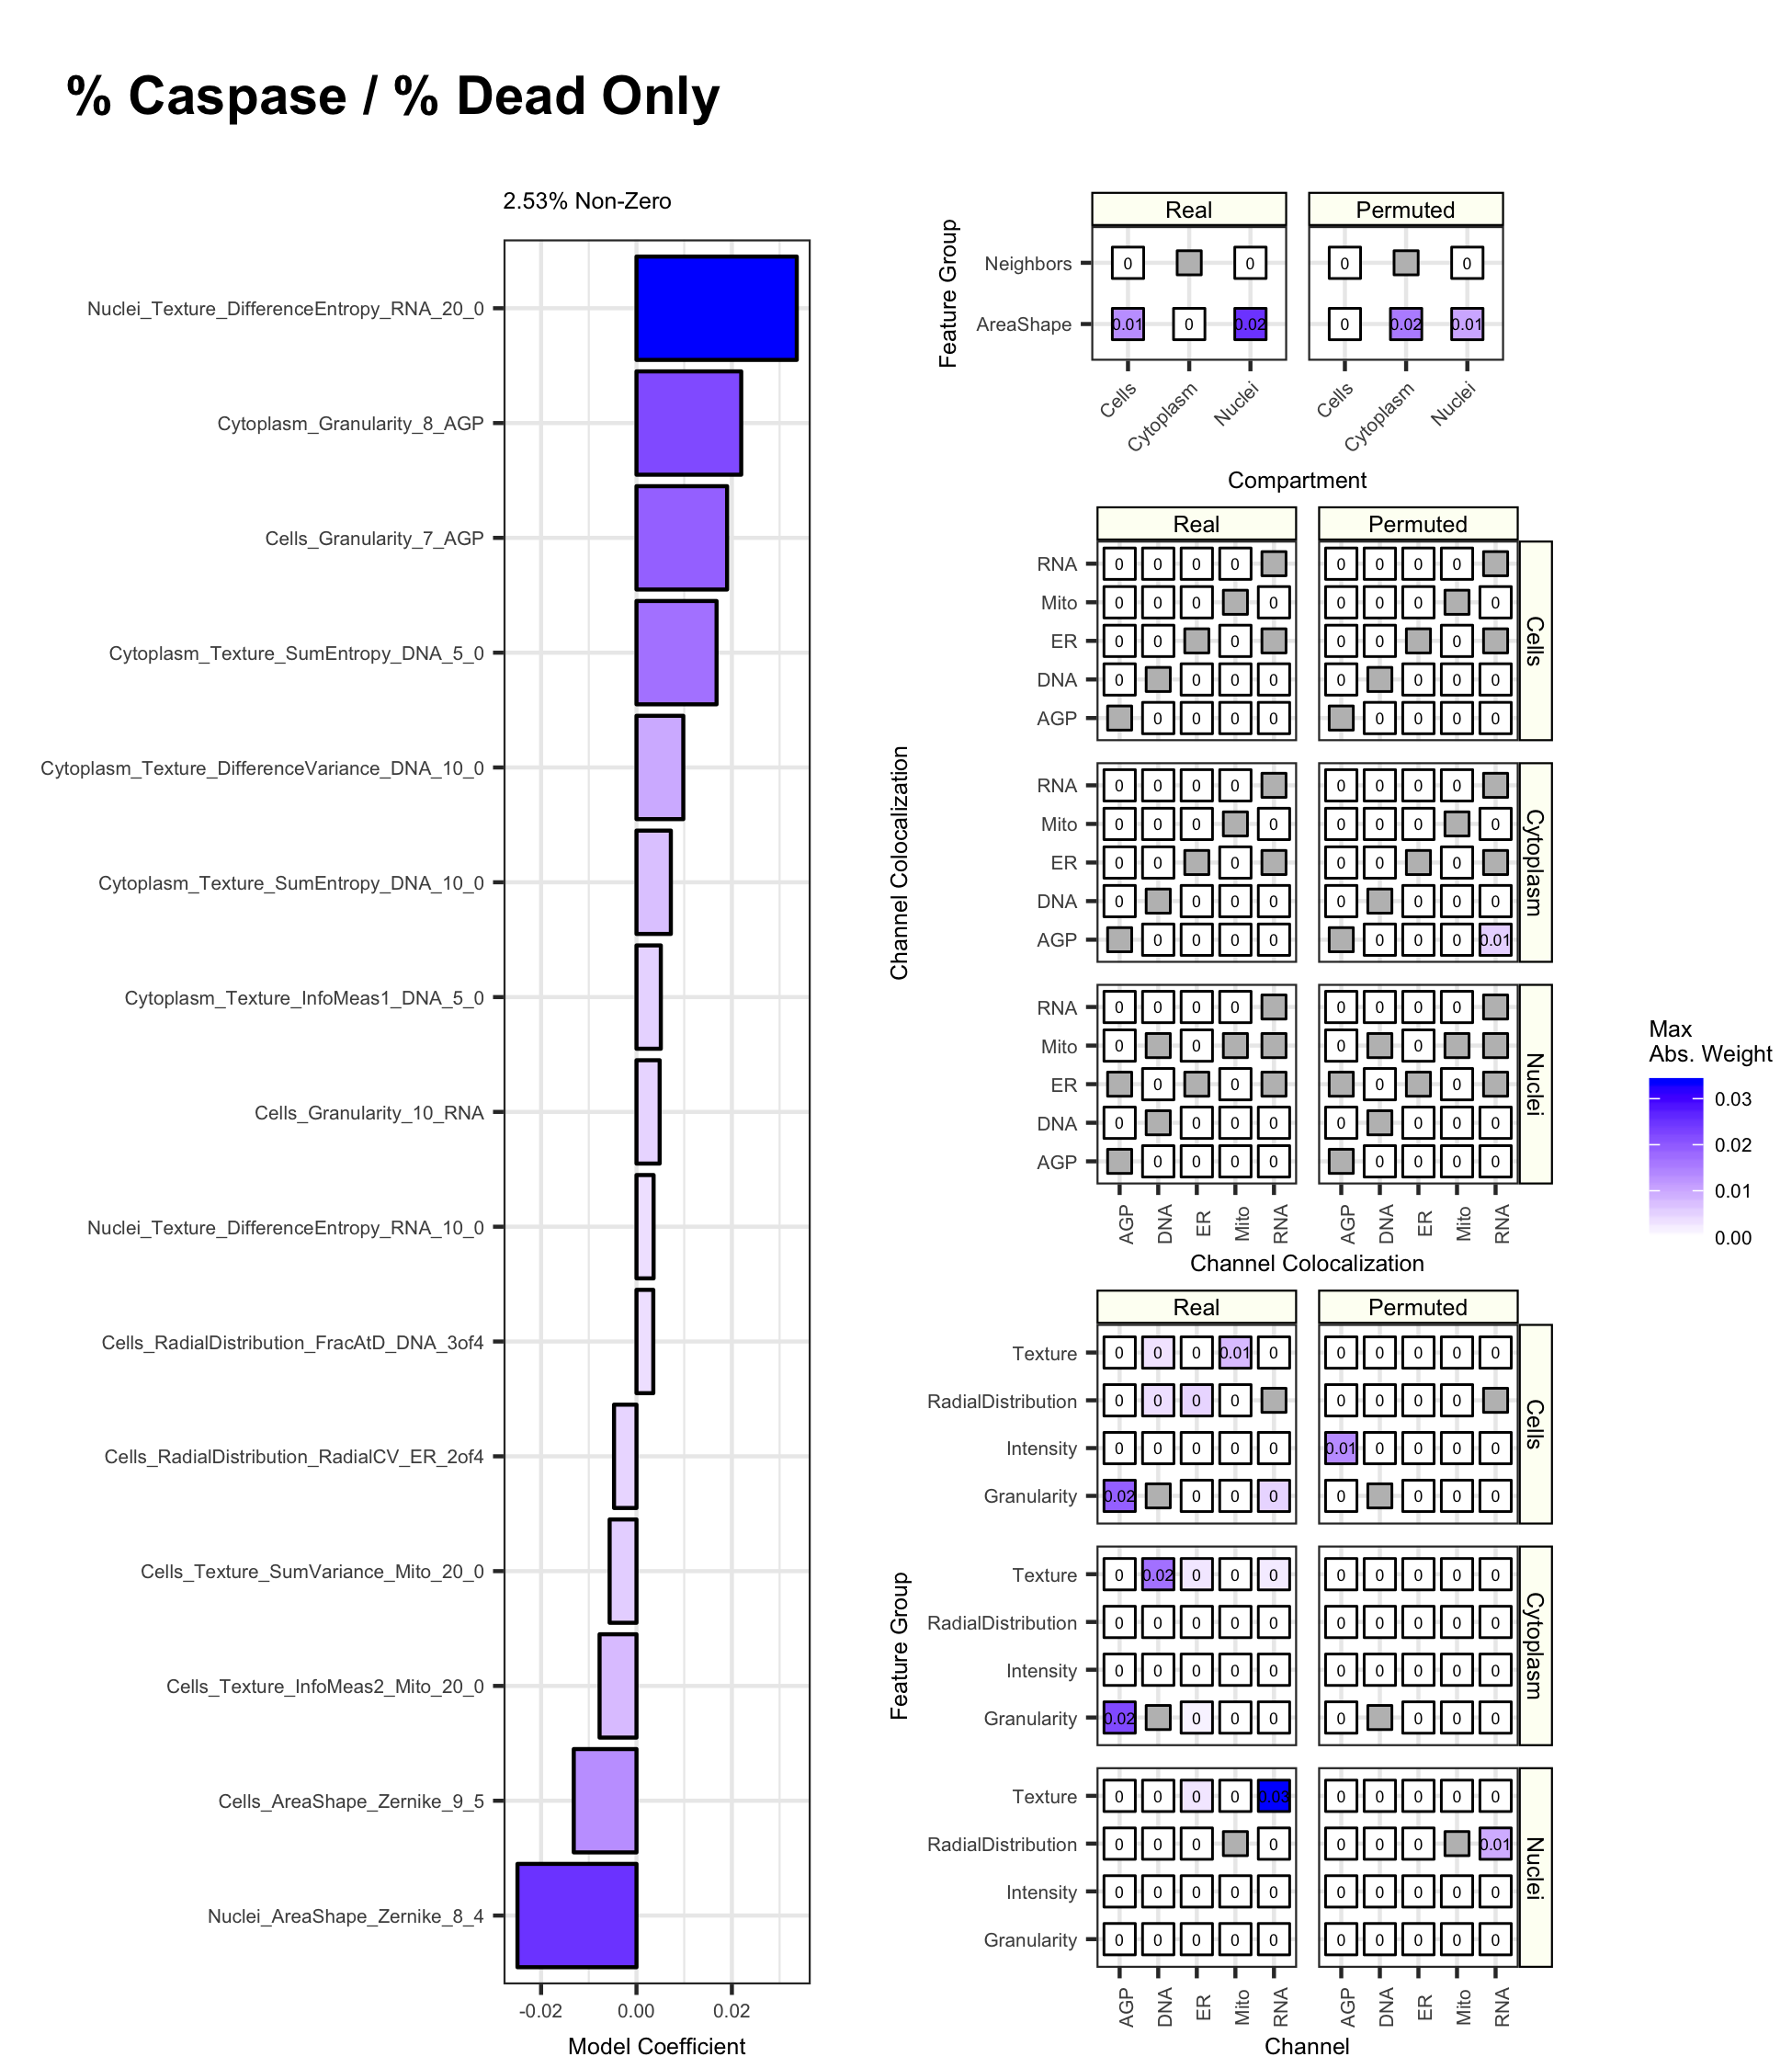 % Caspase / % Dead Only
2.53% Non-Zero
Nuclei_Texture_DifferenceEntropy_RNA_20_0
Cytoplasm_Granularity_8_AGP
Cells_Granularity_7_AGP
Cytoplasm_Texture_SumEntropy_DNA_5_0
Cytoplasm_Texture_DifferenceVariance_DNA_10_0
Cytoplasm_Texture_SumEntropy_DNA_10_0
Cytoplasm_Texture_InfoMeas1_DNA_5_0
Cells_Granularity_10_RNA
Nuclei_Texture_DifferenceEntropy_RNA_10_0
Cells_RadialDistribution_FracAtD_DNA_3of4
Cells_RadialDistribution_RadialCV_ER_2of4
Cells_Texture_SumVariance_Mito_20_0
Cells_Texture_InfoMeas2_Mito_20_0
Cells_AreaShape_Zernike_9_5
Nuclei_AreaShape_Zernike_8_4
-0.02 0.00 0.02
Model Coefficient
Feature Group
Real Permuted
Neighbors 0 0 0 0
AreaShape 0.01 0 0.02 0 0.02 0.01
Cells Cytoplasm Nuclei Cells Cytoplasm Nuclei
Compartment
Channel Colocalization
Real Permuted
RNA 0 0 0 0 0 0 0 0
Mito 0 0 0 0 0 0 0 0
ER 0 0 0 0 0 0
DNA 0 0 0 0 0 0 0 0
AGP 0 0 0 0 0 0 0 0
Cells
RNA 0 0 0 0 0 0 0 0
Mito 0 0 0 0 0 0 0 0
ER 0 0 0 0 0 0
DNA 0 0 0 0 0 0 0 0
AGP 0 0 0 0 0 0 0 0.01
Cytoplasm
RNA 0 0 0 0 0 0 0 0
Mito 0 0 0 0
ER 0 0 0 0
DNA 0 0 0 0 0 0 0 0
AGP 0 0 0 0 0 0 0 0
Nuclei
AGP DNA ER Mito RNA AGP DNA ER Mito RNA
Channel Colocalization
Feature Group
Real Permuted
Texture 0 0 0 0.01 0 0 0 0 0 0
RadialDistribution 0 0 0 0 0 0 0 0
Intensity 0 0 0 0 0 0.01 0 0 0 0
Granularity 0.02 0 0 0 0 0 0 0
Cells
Texture 0 0.02 0 0 0 0 0 0 0 0
RadialDistribution 0 0 0 0 0 0 0 0 0 0
Intensity 0 0 0 0 0 0 0 0 0 0
Granularity 0.02 0 0 0 0 0 0 0
Cytoplasm
Texture 0 0 0 0 0.03 0 0 0 0 0
RadialDistribution 0 0 0 0 0 0 0 0.01
Intensity 0 0 0 0 0 0 0 0 0 0
Granularity 0 0 0 0 0 0 0 0 0 0
Nuclei
AGP DNA ER Mito RNA AGP DNA ER Mito RNA
Channel
Max
Abs. Weight
0.03
0.02
0.01
0.00